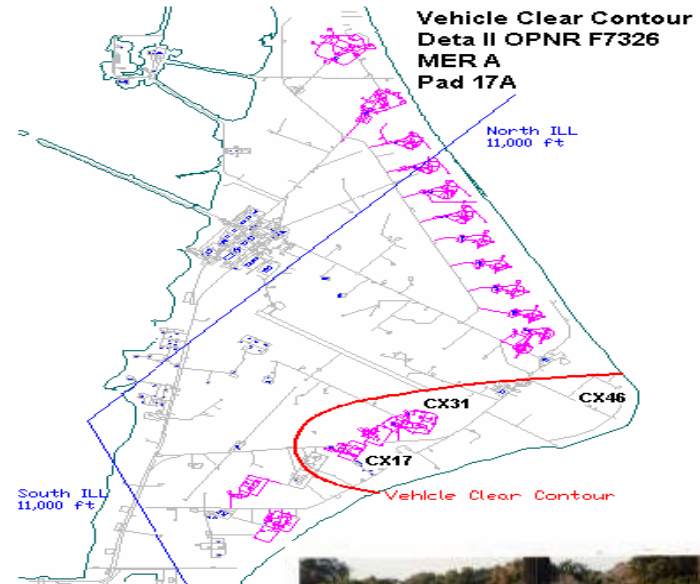 Vehicle Clear Contour
Deta II OPNR F7326
MER A
Pad 17A
North ILL
11,000 ft
CX31
CX46
CX17
South ILL
11,000 ft
Vehicle Clear Contour